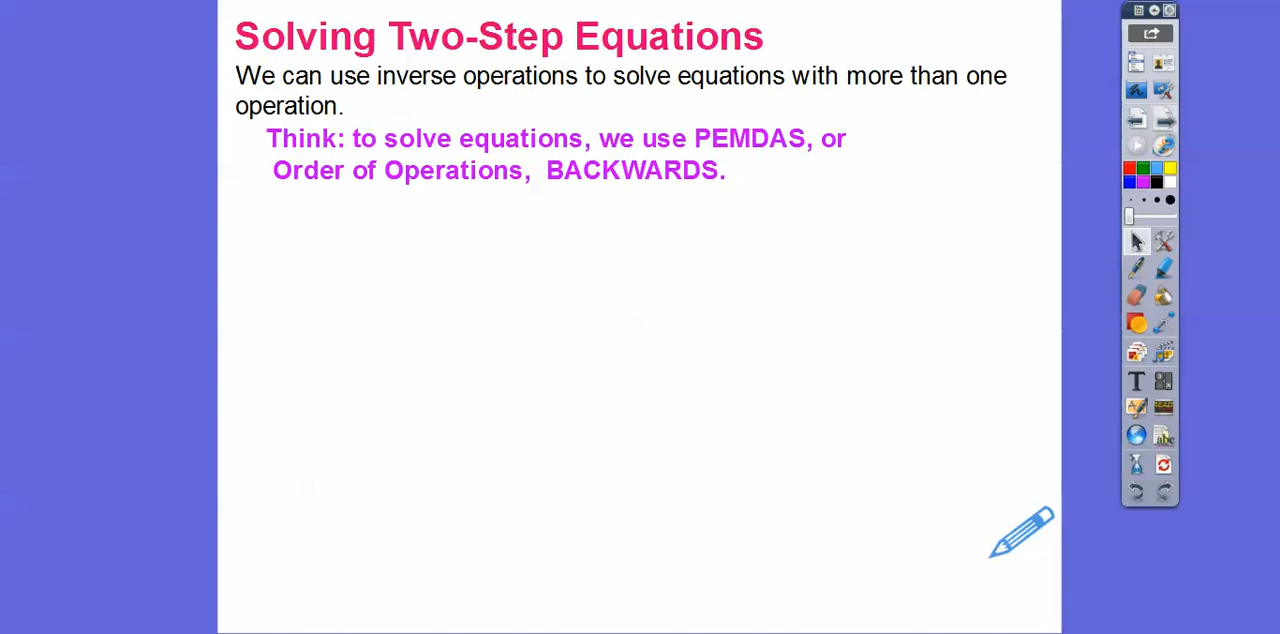 Solving Two-Step Equations
We can use inverse operations to solve equations with more than one
operation.
Think: to solve equations, we use PEMDAS, or
Order of Operations,  BACKWARDS.